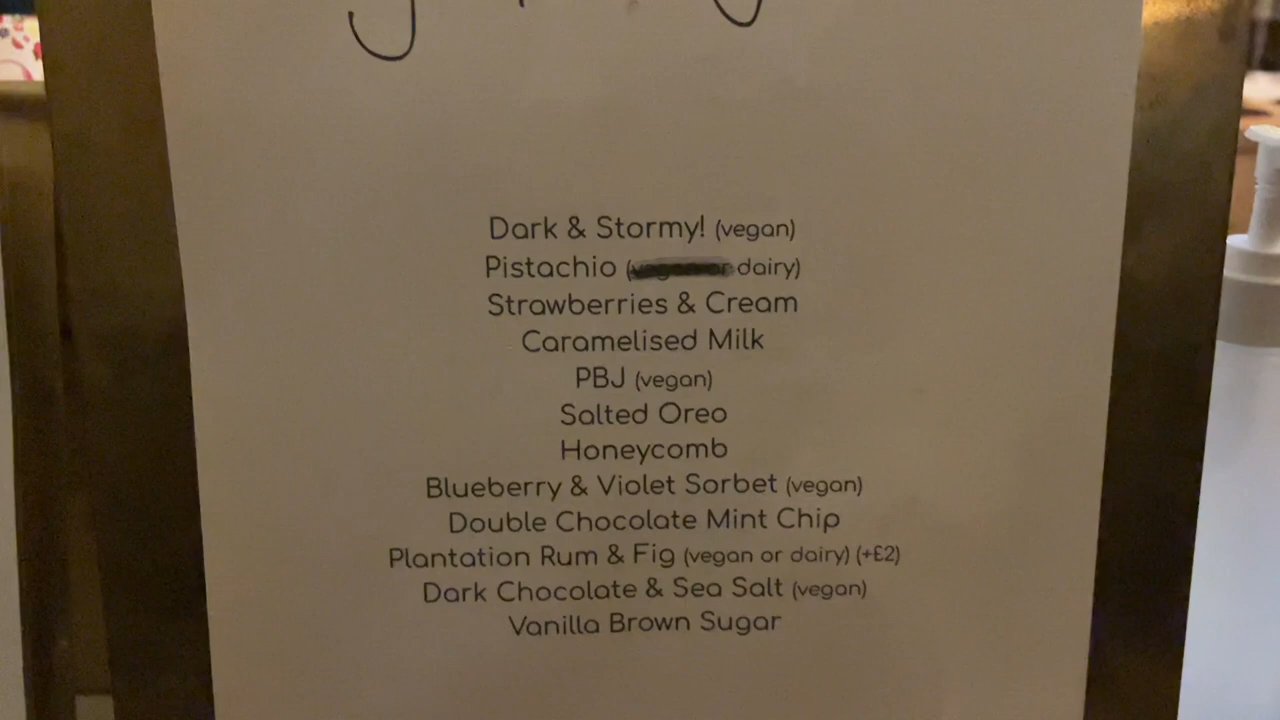 Dark & Stormy! (vegan)
Pistachio (dairy)
Strawberries & Cream
Caramelised Milk
PBJ (vegan)
Salted Oreo
Honeycomb
Blueberry & Violet Sorbet (vegan)
Double Chocolate Mint Chip
Plantation Rum & Fig (vegan or dairy) (+£2)
Dark Chocolate & Sea Salt (vegan)
Vanilla Brown Sugar